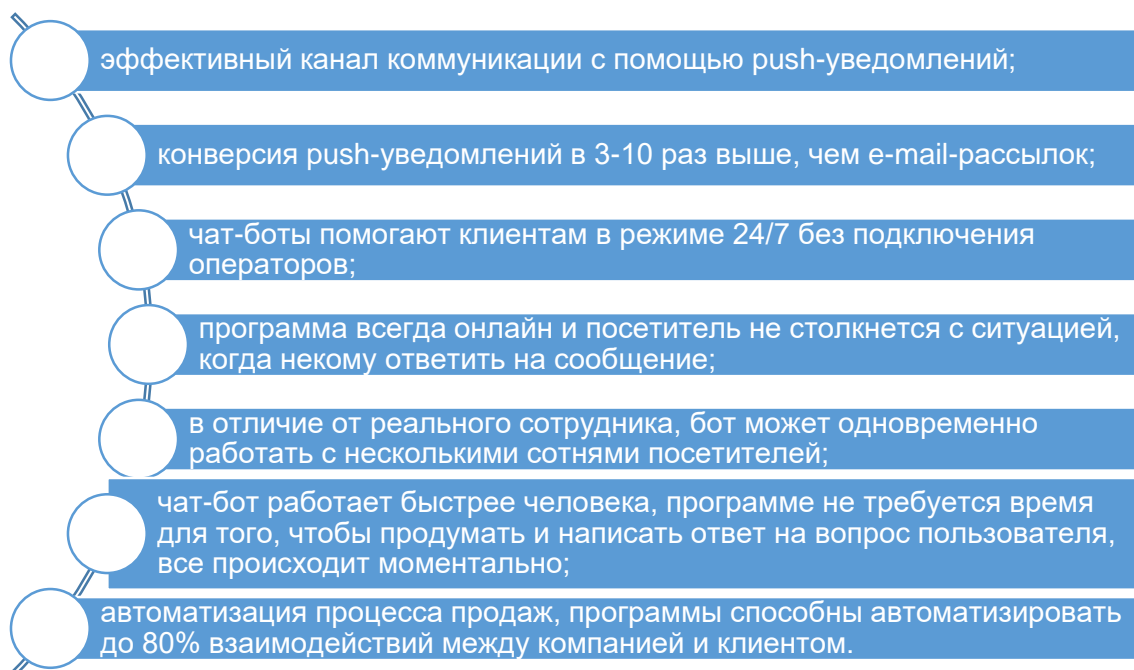 эффективный канал коммуникации с помощью push-уведомлений;
конверсия push-уведомлений в 3-10 раз выше, чем e-mail-рассылок;
чат-боты помогают клиентам в режиме 24/7 без подключения
операторов;
программа всегда онлайн и посетитель не столкнется с ситуацией,
когда некому ответить на сообщение;
в отличие от реального сотрудника, бот может одновременно
работать с несколькими сотнями посетителей;
чат-бот работает быстрее человека, программе не требуется время
для того, чтобы продумать и написать ответ на вопрос пользователя,
все происходит моментально;
автоматизация процесса продаж, программы способны автоматизировать
до 80% взаимодействий между компанией и клиентом.